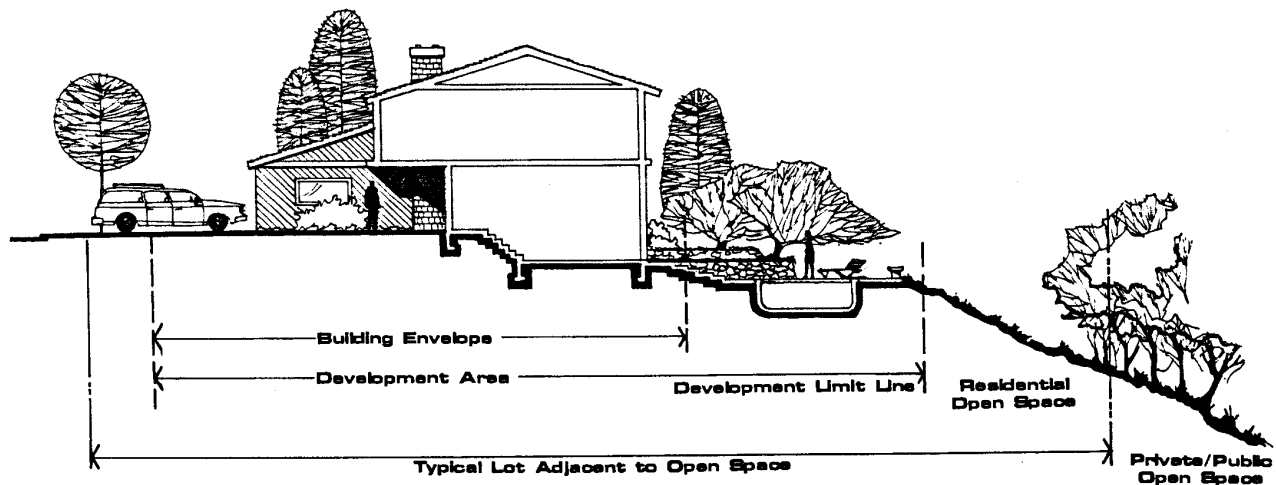 Building Envelope
Development Area
Development Limit Line
Residential
Open Space
Typical Lot Adjacent to Open Space
Private/Public
Open Space